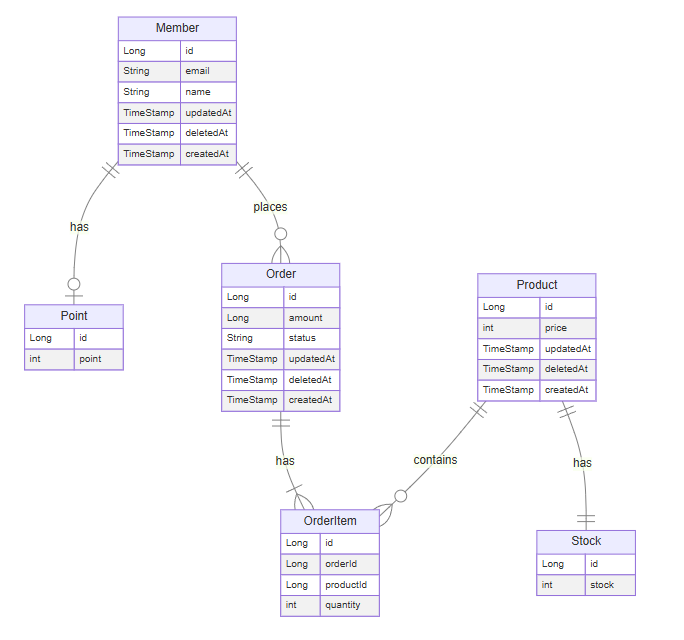 Member
Long id
String email
String name
TimeStamp updatedAt
TimeStamp deletedAt
TimeStamp createdAt
has
places
Point
Long id
int point
Order
Long id
Long amount
String status
TimeStamp updatedAt
TimeStamp deletedAt
TimeStamp createdAt
Product
Long id
int price
TimeStamp updatedAt
TimeStamp deletedAt
TimeStamp createdAt
has
contains
has
OrderItem
Long id
Long orderId
Long productId
int quantity
Stock
Long id
int stock